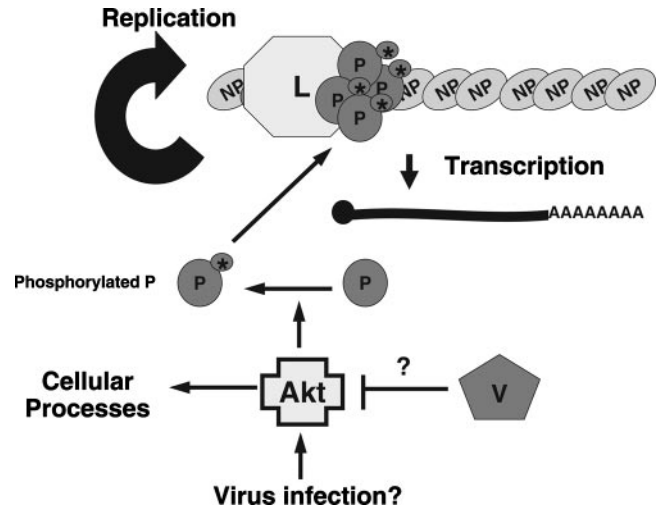 Replication
NP L P * * P * P * P NP NP NP NP NP NP NP
Transcription
AAAAAAAA
Phosphorylated P P * P
?
Cellular
Processes
Akt V
Virus infection?